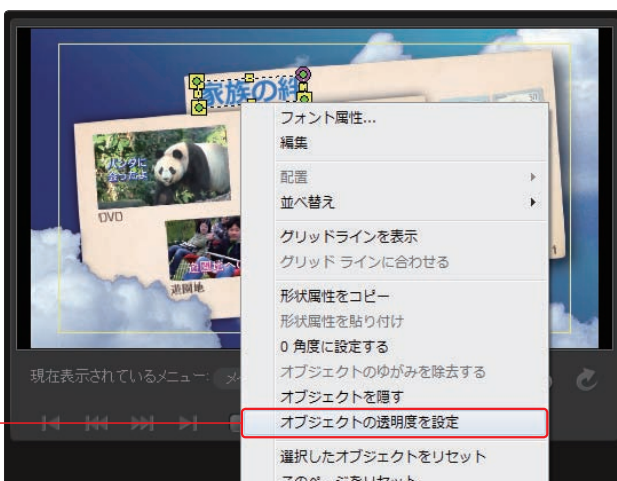 家族の絆
パンダに
会ったよ
DVD
遊園地
フォント属性...
編集
配置
並べ替え
グリッドラインを表示
グリッド ラインに合わせる
形状属性をコピー
形状属性を貼り付け
0 角度に設定する
オブジェクトのゆがみを除去する
オブジェクトを隠す
オブジェクトの透明度を設定
選択したオブジェクトをリセット
このページをリセット
現在表示されているメニュー: